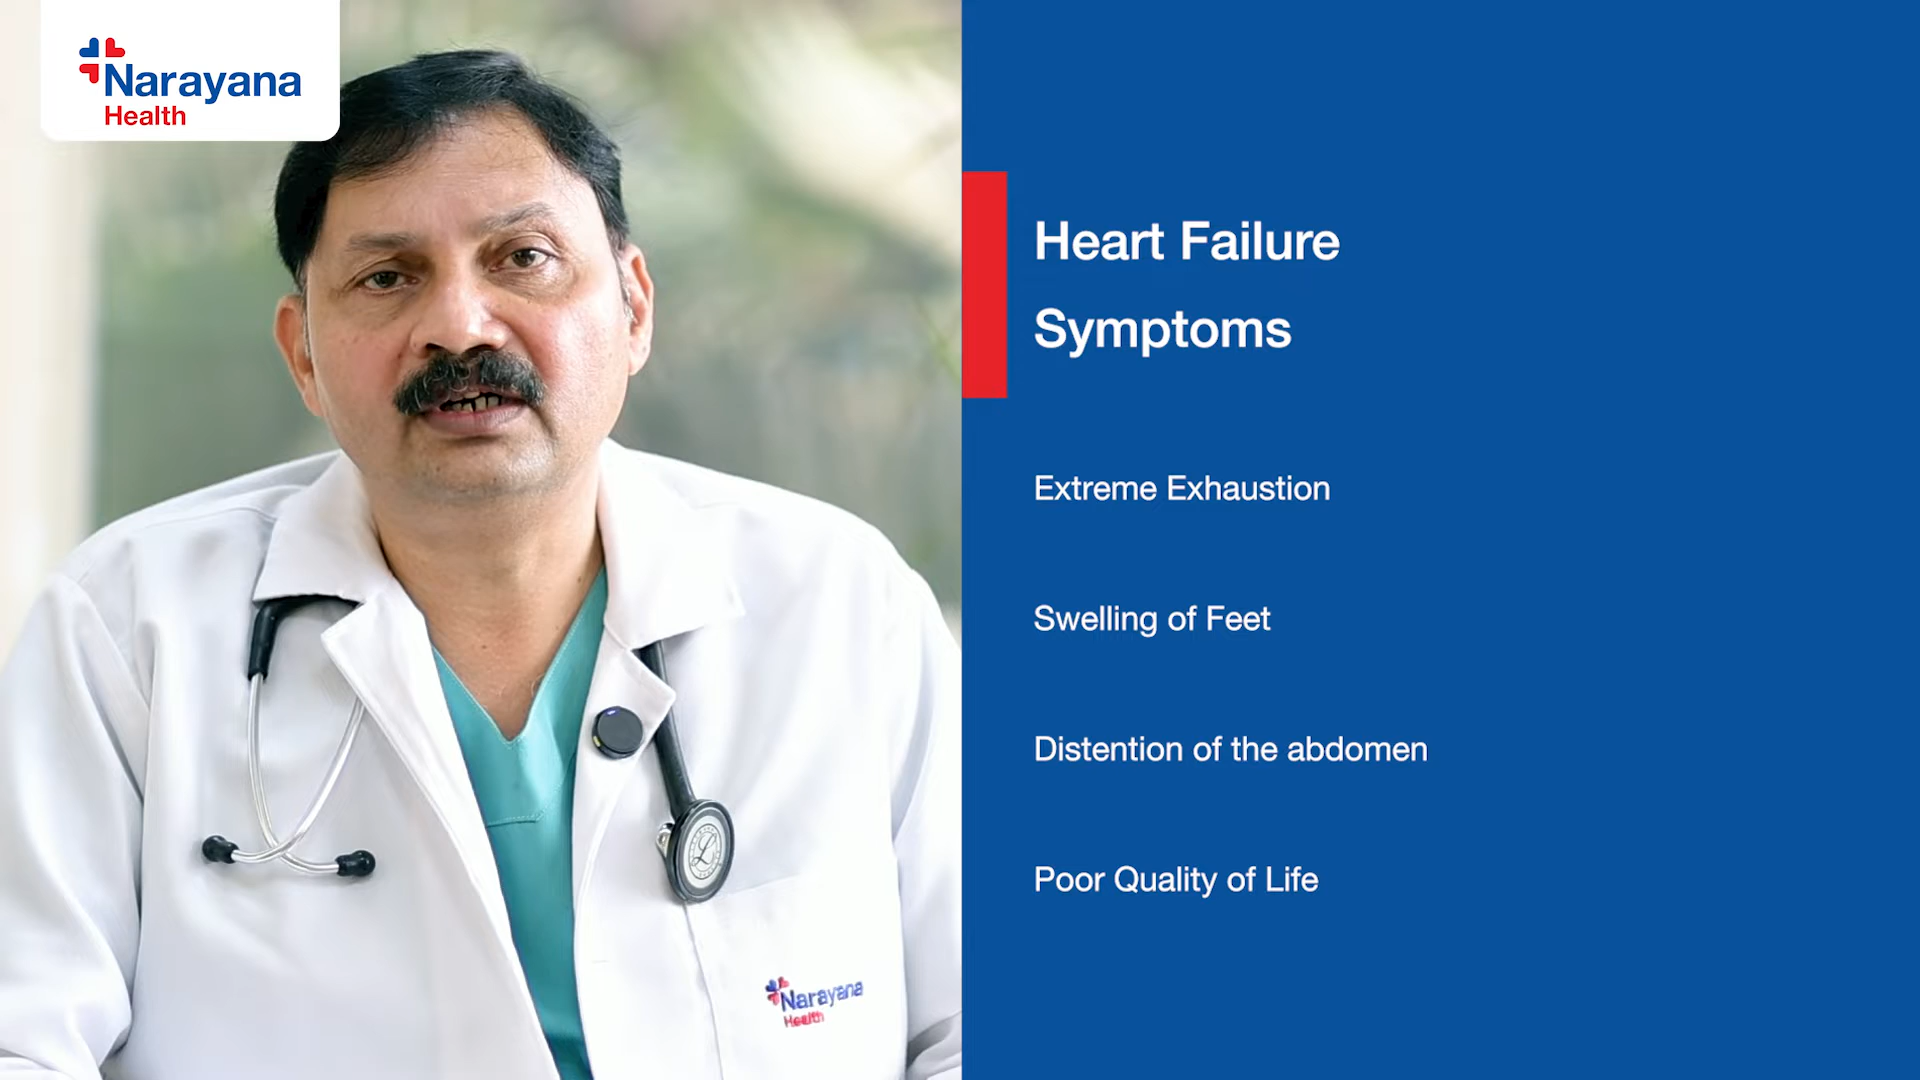 Narayana
Health
Heart Failure
Symptoms
Extreme Exhaustion
Swelling of Feet
Distention of the abdomen
Poor Quality of Life
Narayana
Health